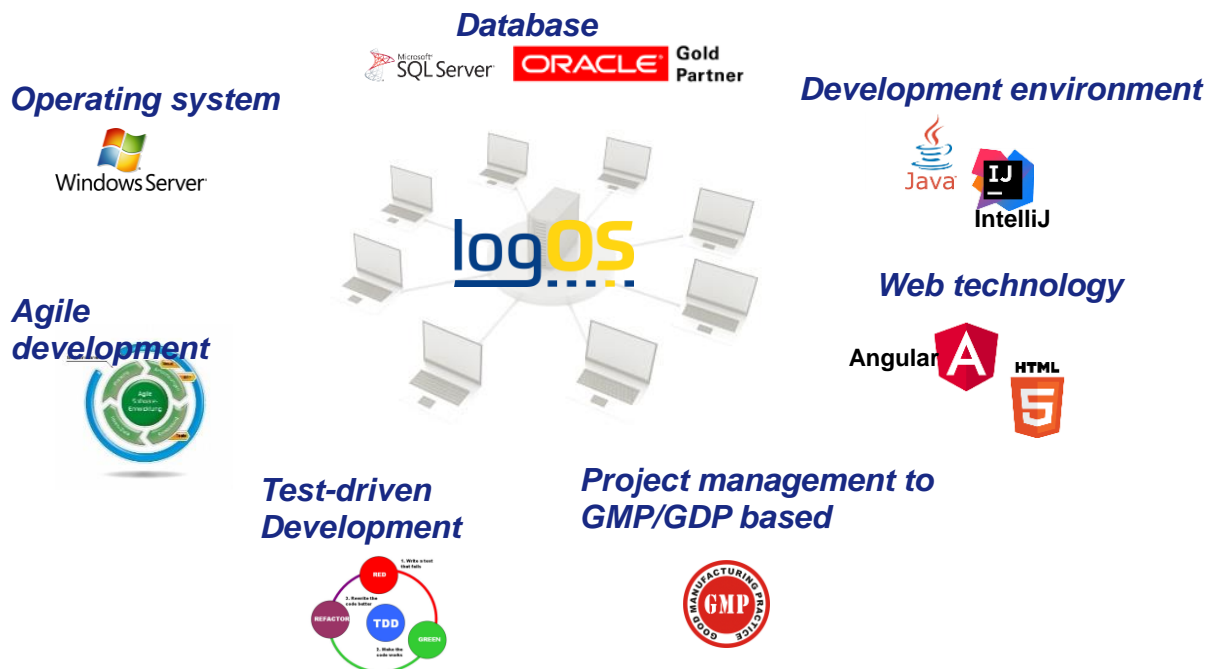 Database
Microsoft
SQL Server
ORACLE
Gold
Partner
Operating system
Windows Server
Development environment
Java
IJ
IntelliJ
logOS
Web technology
Angular
A
HTML
5
Agile
development
Agile
Software-
Entwicklung
Test-driven
Development
1. Write a test
that fails
RED
3. Rewrite the
code better
REFACTOR
TDD
GREEN
2. Make the
code works
Project management to
GMP/GDP based
GOOD MANUFACTURING PRACTICE
GMP